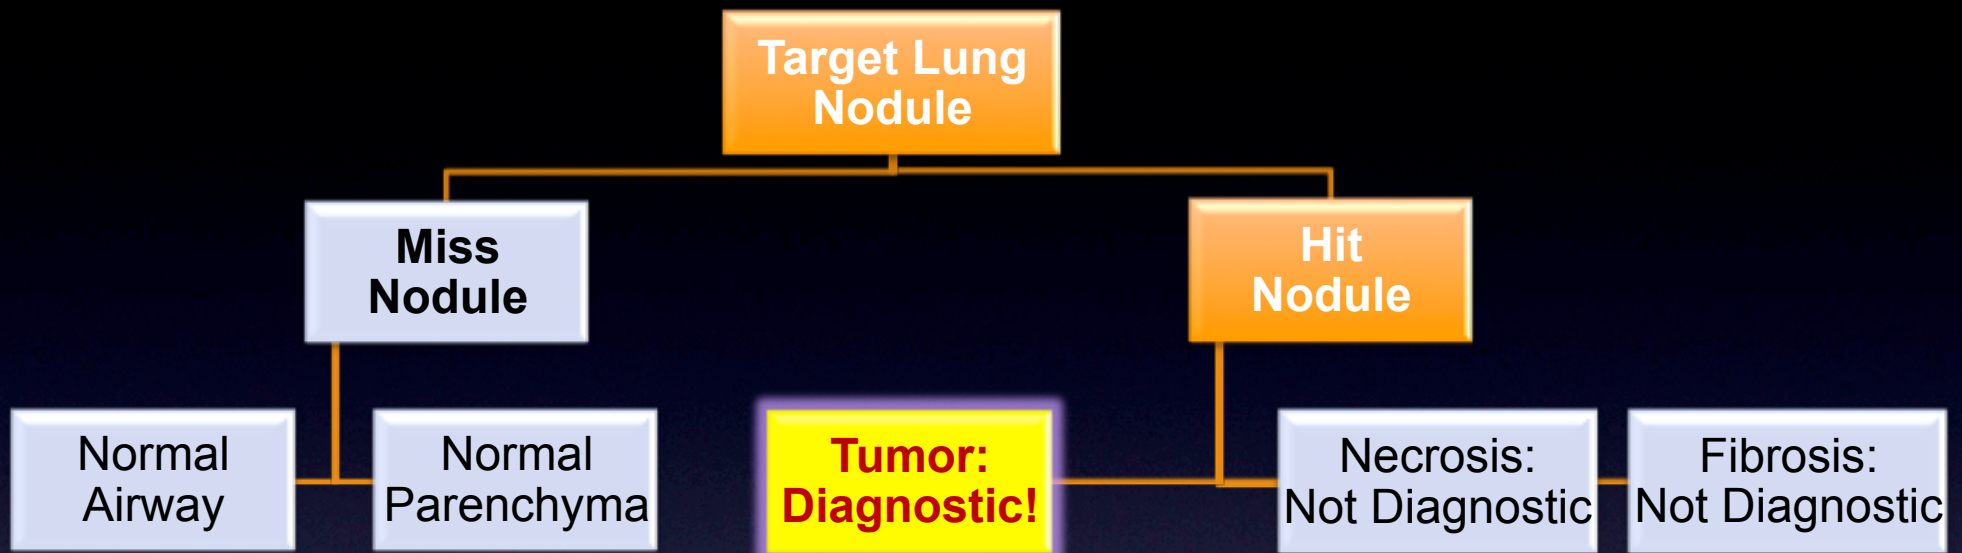 Target Lung
Nodule
Miss
Nodule
Hit
Nodule
Normal
Airway
Normal
Parenchyma
Tumor:
Diagnostic!
Necrosis:
Not Diagnostic
Fibrosis:
Not Diagnostic